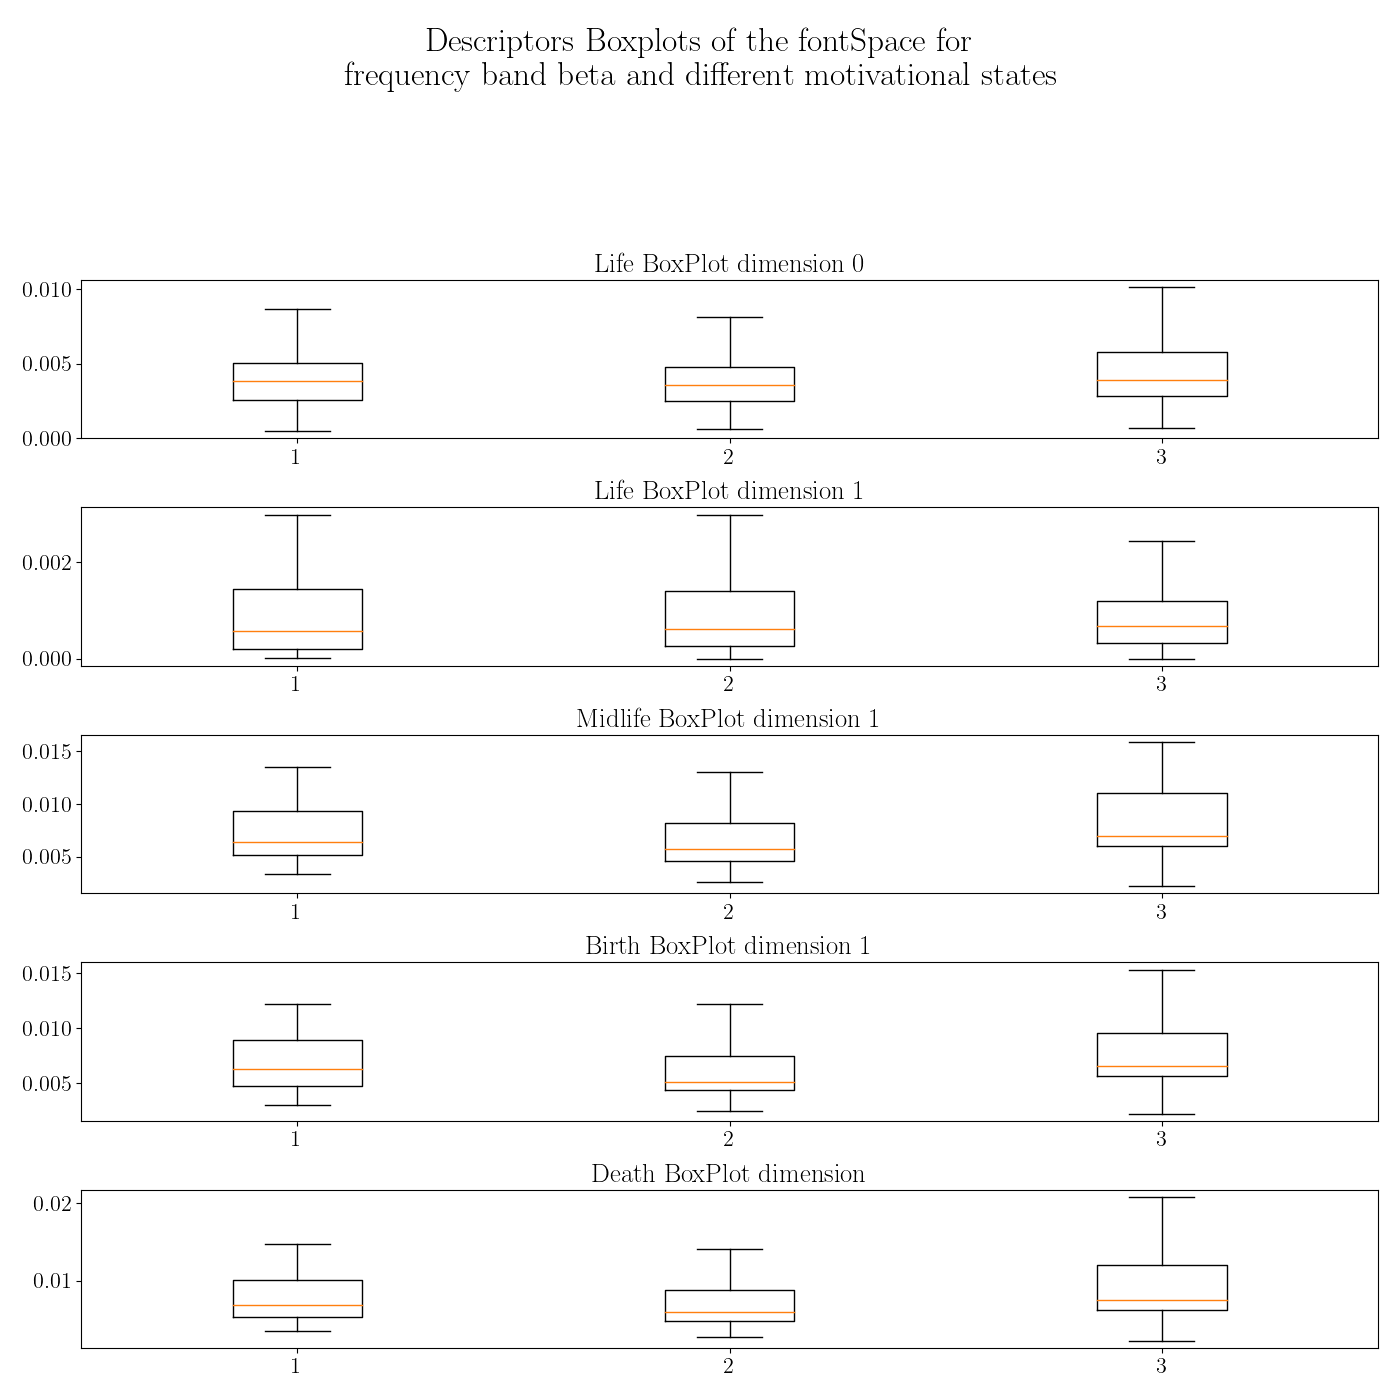 Descriptors Boxplots of the fontSpace for
frequency band beta and different motivational states
Life BoxPlot dimension 0
0.010
0.005
0.000
1 2 3
Life BoxPlot dimension 1
0.002
0.000
1 2 3
Midlife BoxPlot dimension 1
0.015
0.010
0.005
1 2 3
Birth BoxPlot dimension 1
0.015
0.010
0.005
1 2 3
Death BoxPlot dimension
0.02
0.01
1 2 3